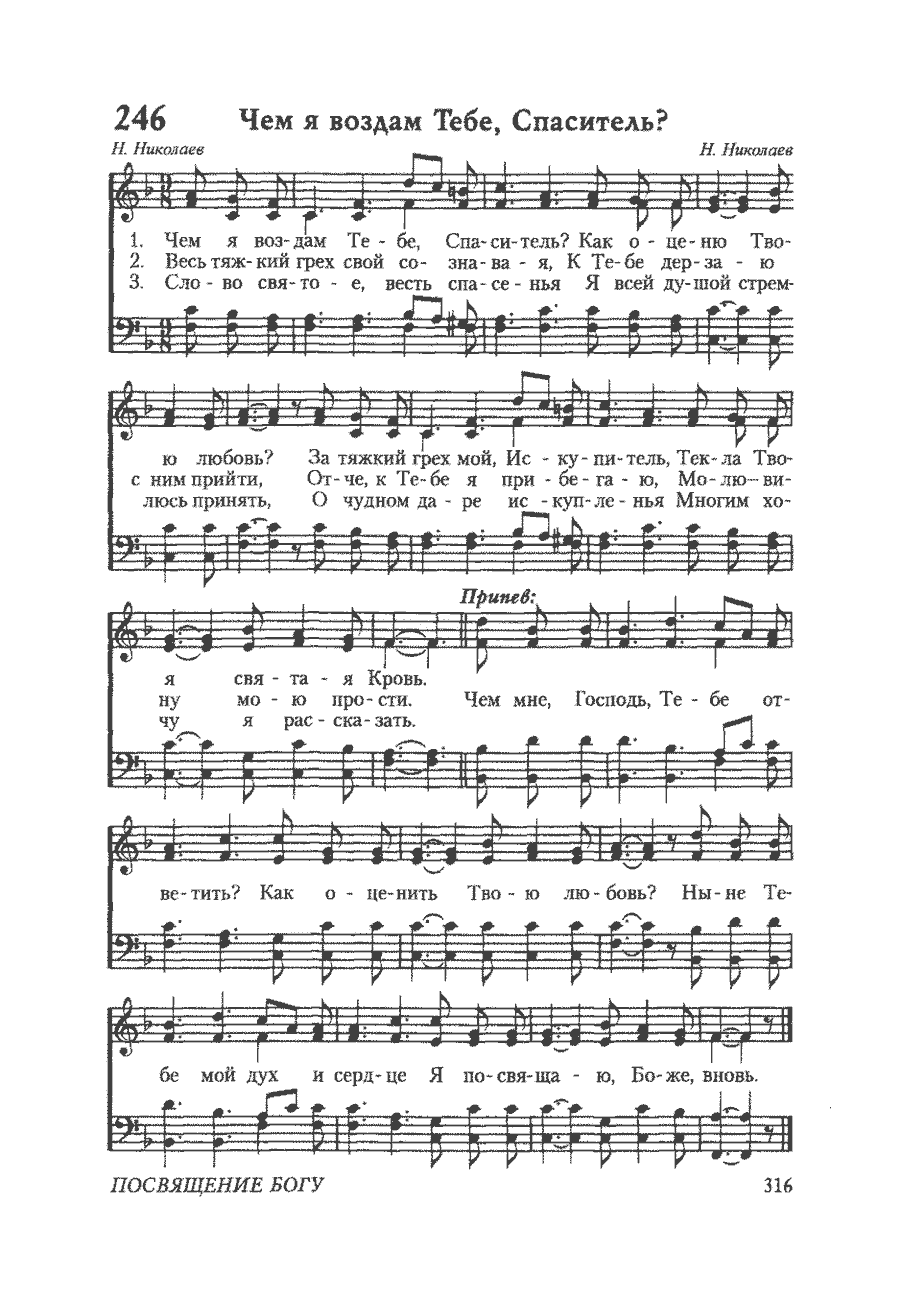 246 Чем я воздам Тебе, Спаситель?
Н. Николаев Н. Николаев
1. Чем я воз- дам Те - бе, Спа- си- тель? Как о - це- ню Тво-
2. Весь тяж- кий грех свой со- зна- ва - я, К Те- бе дер- за - ю
3. Сло - во свя- то - е, весть спа- се - нья Я всей ду- шой стрем-
ю любовь? За тяжкий грех мой, Ис - ку- пи- тель, Тек- ла Тво-
с ним прийти, От- че, к Те- бе я при - бе - га - ю, Мо- лю- ви-
люсь принять, О чудном да - ре ис - куп- ле - нья Многим хо-
Припев:
я свя - та - я Кровь.
ну мо - ю про- сти. Чем мне, Господь, Те - бе от-
чу я рас - ска- зать.
ве- тить? Как о - це- нить Тво - ю лю - бовь? Ны- не Те-
бе мой дух и серд- це Я по- свя- ща - ю, Бо- же, вновь.
ПОСВЯЩЕНИЕ БОГУ 316